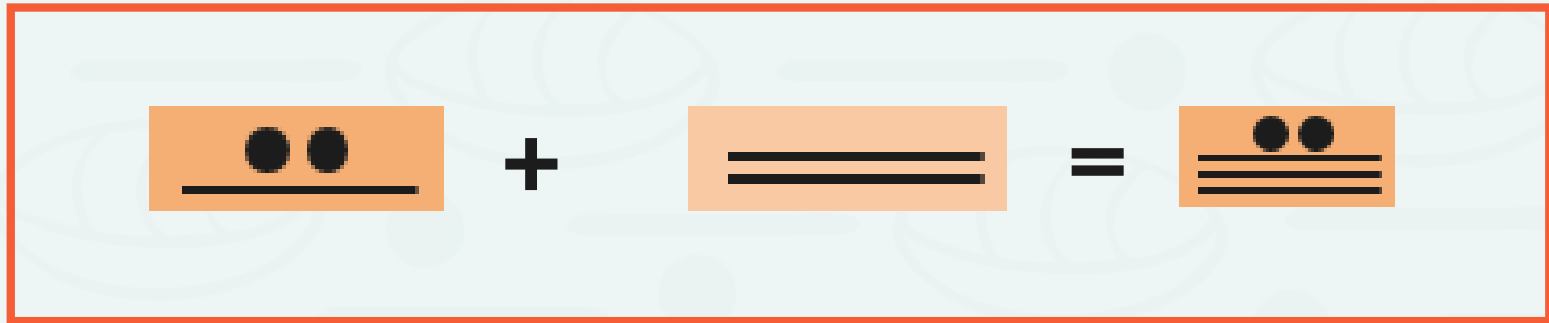 𝋧 + 𝋪 = 𝋱